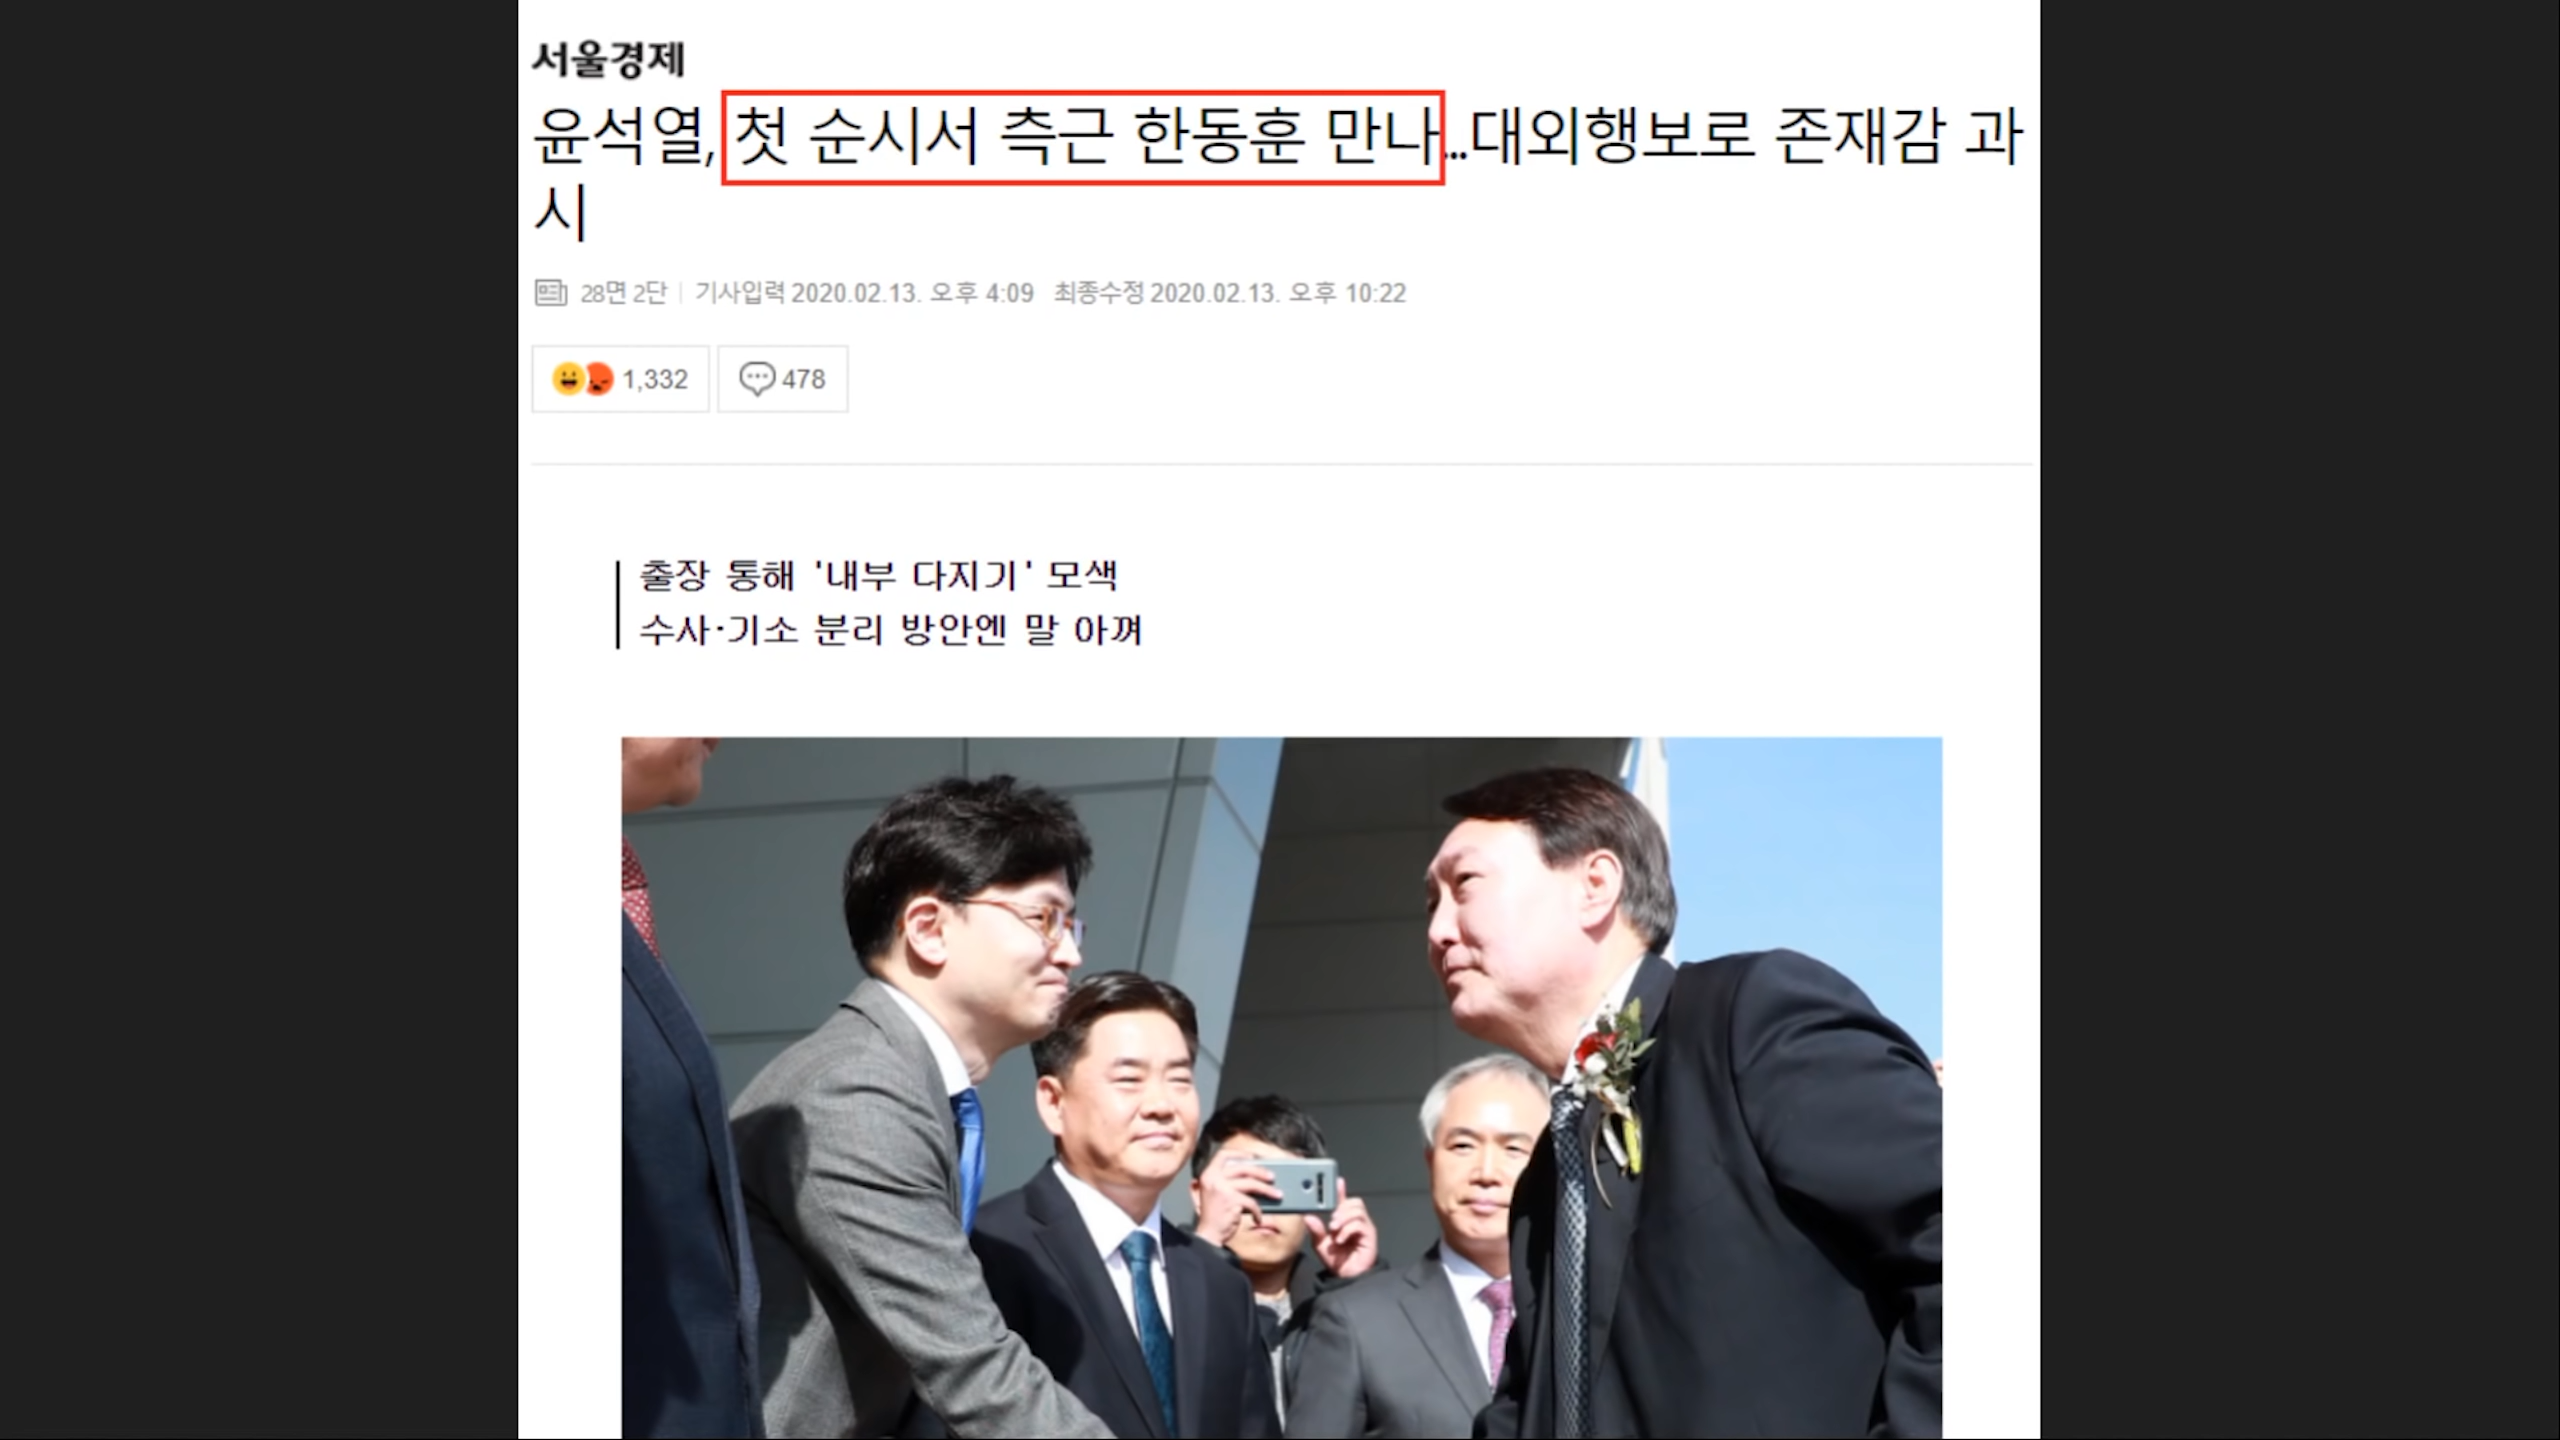 서울경제
윤석열, 첫 순시서 측근 한동훈 만나...대외행보로 존재감 과
시
28면 2단 기사입력 2020.02.13. 오후 4:09 최종수정 2020.02.13. 오후 10:22
1,332 478
출장 통해 '내부 다지기' 모색
수사·기소 분리 방안엔 말 아껴